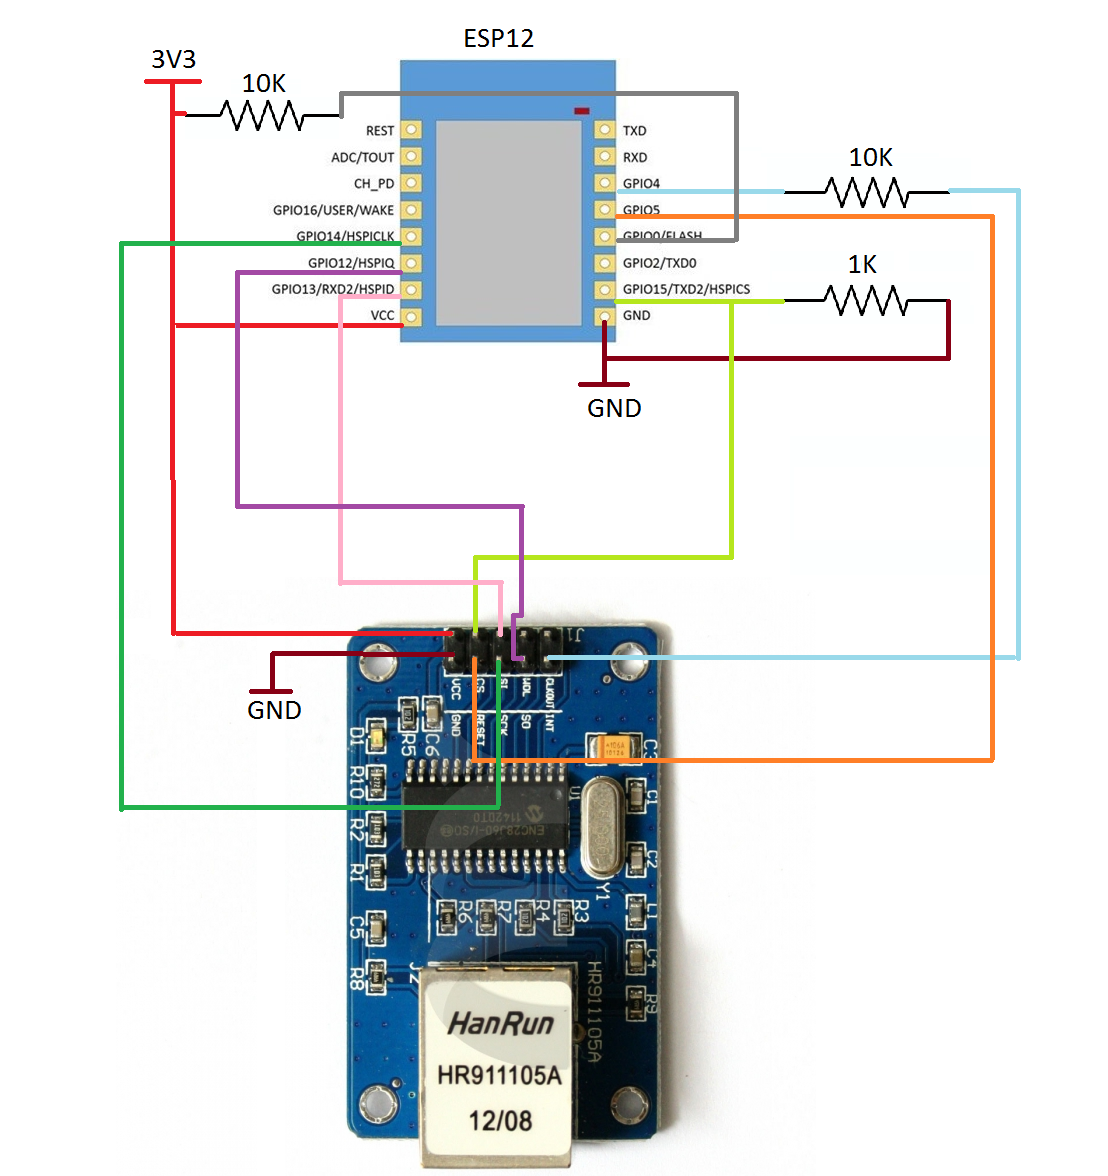 ESP12
3V3
10K
REST
TXD
ADC/TOUT
RXD
CH_PD
GPIO4
10K
GPIO16/USER/WAKE
GPIO5
GPIO14/HSPICLK
GPIO0/FLASH
GPIO12/HSPIQ
GPIO2/TXD0
1K
GPIO13/RXD2/HSPID
GPIO15/TXD2/HSPICS
VCC
GND
GND
J1
VCC
CS
SI
WOL
CLKOUT
GND
RESET
SCK
SO
INT
GND
D1
R5
C6
C3
R10
U1
C1
R2
ENC28J60-I/SO
1142DT0
R1
C2
Y1
R6
R7
R4
R3
L1
C5
C4
R8
J2
R9
HR911105A
HanRun
HR911105A
12/08